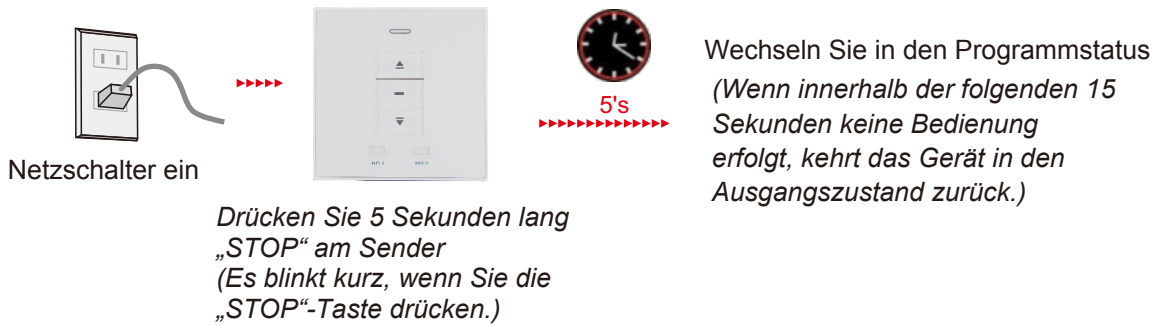 Netzschalter ein
Drücken Sie 5 Sekunden lang
„STOP“ am Sender
(Es blinkt kurz, wenn Sie die
„STOP“-Taste drücken.)
5's
Wechseln Sie in den Programmstatus
(Wenn innerhalb der folgenden 15
Sekunden keine Bedienung
erfolgt, kehrt das Gerät in den
Ausgangszustand zurück.)